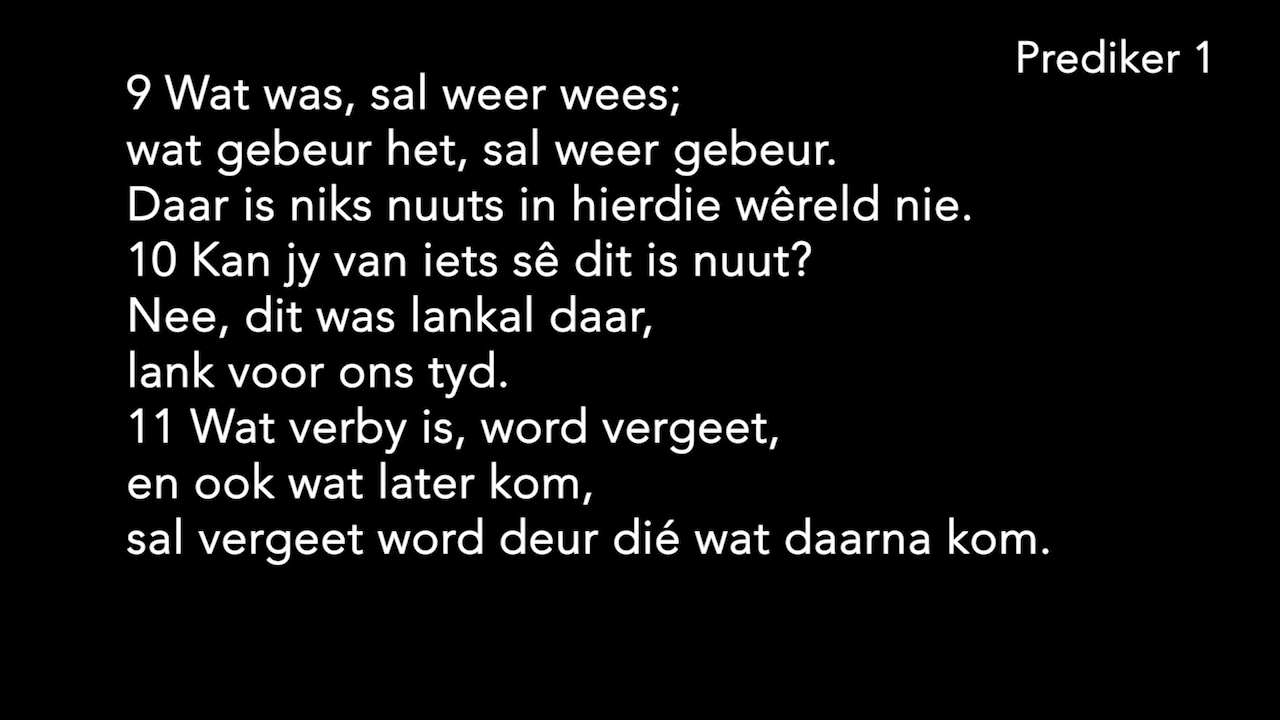 Prediker 1
9 Wat was, sal weer wees;
wat gebeur het, sal weer gebeur.
Daar is niks nuuts in hierdie wêreld nie.
10 Kan jy van iets sê dit is nuut?
Nee, dit was lankal daar,
lank voor ons tyd.
11 Wat verby is, word vergeet,
en ook wat later kom,
sal vergeet word deur dié wat daarna kom.